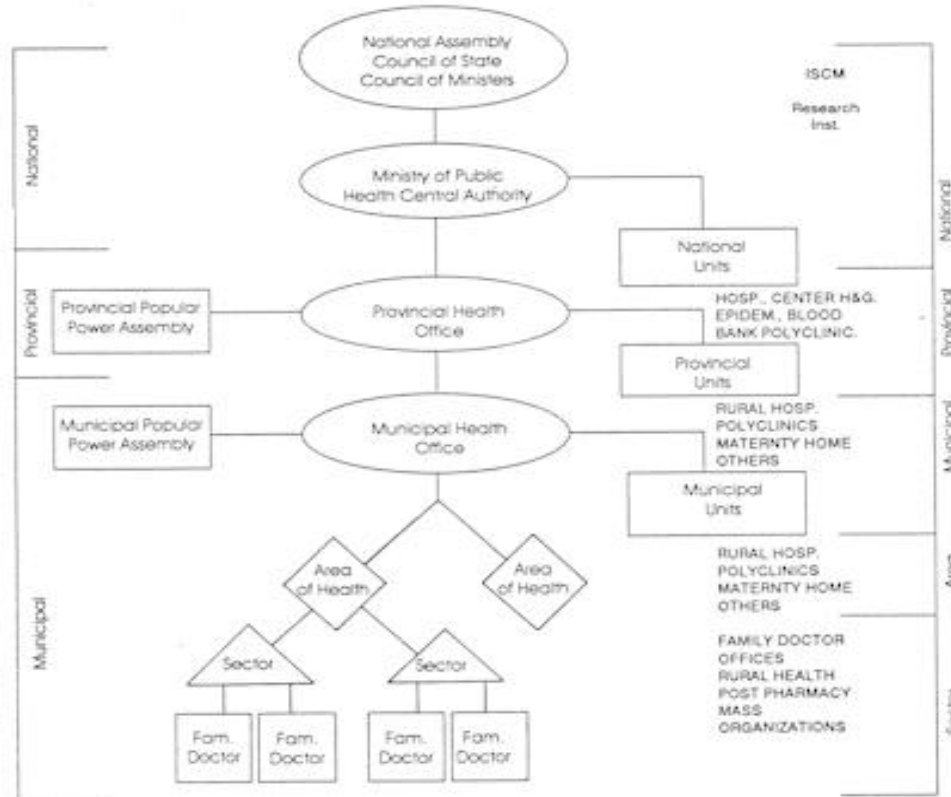 National Assembly
Council of State
Council of Ministers
ISCM
Research
Inst.
National
Ministry of Public
Health Central Authority
National
National
Units
Provincial
Provincial Popular
Power Assembly
Provincial Health
Office
HOSP., CENTER H&G.
EPIDEM., BLOOD
BANK POLYCLINIC.
Provincial
Provincial
Units
Municipal Popular
Power Assembly
Municipal Health
Office
RURAL HOSP.
POLYCLINICS
MATERNTY HOME
OTHERS
Municipal
Municipal
Units
Area
of Health
Area
of Health
RURAL HOSP.
POLYCLINICS
MATERNTY HOME
OTHERS
Area
Municipal
Sector
Sector
FAMILY DOCTOR
OFFICES
RURAL HEALTH
POST PHARMACY
MASS
ORGANIZATIONS
Fam.
Doctor
Fam.
Doctor
Fam.
Doctor
Fam.
Doctor